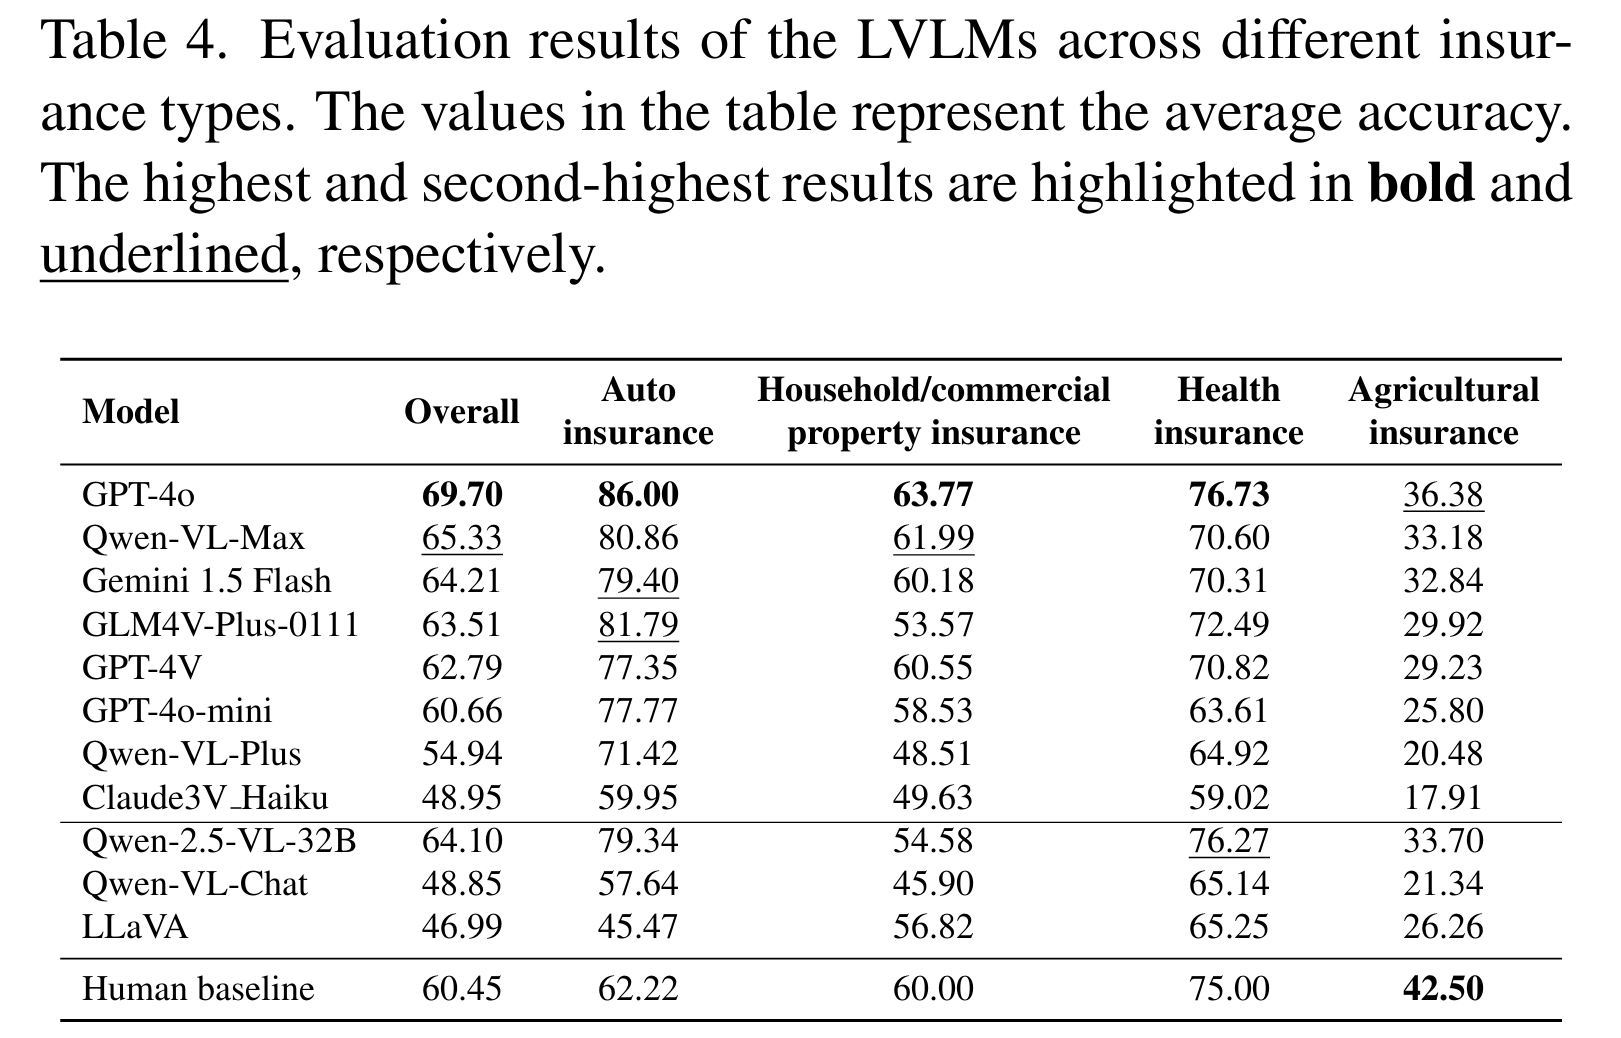 Table 4. Evaluation results of the LVLMs across different insur-
ance types. The values in the table represent the average accuracy.
The highest and second-highest results are highlighted in bold and
underlined, respectively.
Model Overall Auto insurance Household/commercial property insurance Health insurance Agricultural insurance
GPT-4o 69.70 86.00 63.77 76.73 36.38
Qwen-VL-Max 65.33 80.86 61.99 70.60 33.18
Gemini 1.5 Flash 64.21 79.40 60.18 70.31 32.84
GLM4V-Plus-0111 63.51 81.79 53.57 72.49 29.92
GPT-4V 62.79 77.35 60.55 70.82 29.23
GPT-4o-mini 60.66 77.77 58.53 63.61 25.80
Qwen-VL-Plus 54.94 71.42 48.51 64.92 20.48
Claude3V_Haiku 48.95 59.95 49.63 59.02 17.91
Qwen-2.5-VL-32B 64.10 79.34 54.58 76.27 33.70
Qwen-VL-Chat 48.85 57.64 45.90 65.14 21.34
LLaVA 46.99 45.47 56.82 65.25 26.26
Human baseline 60.45 62.22 60.00 75.00 42.50